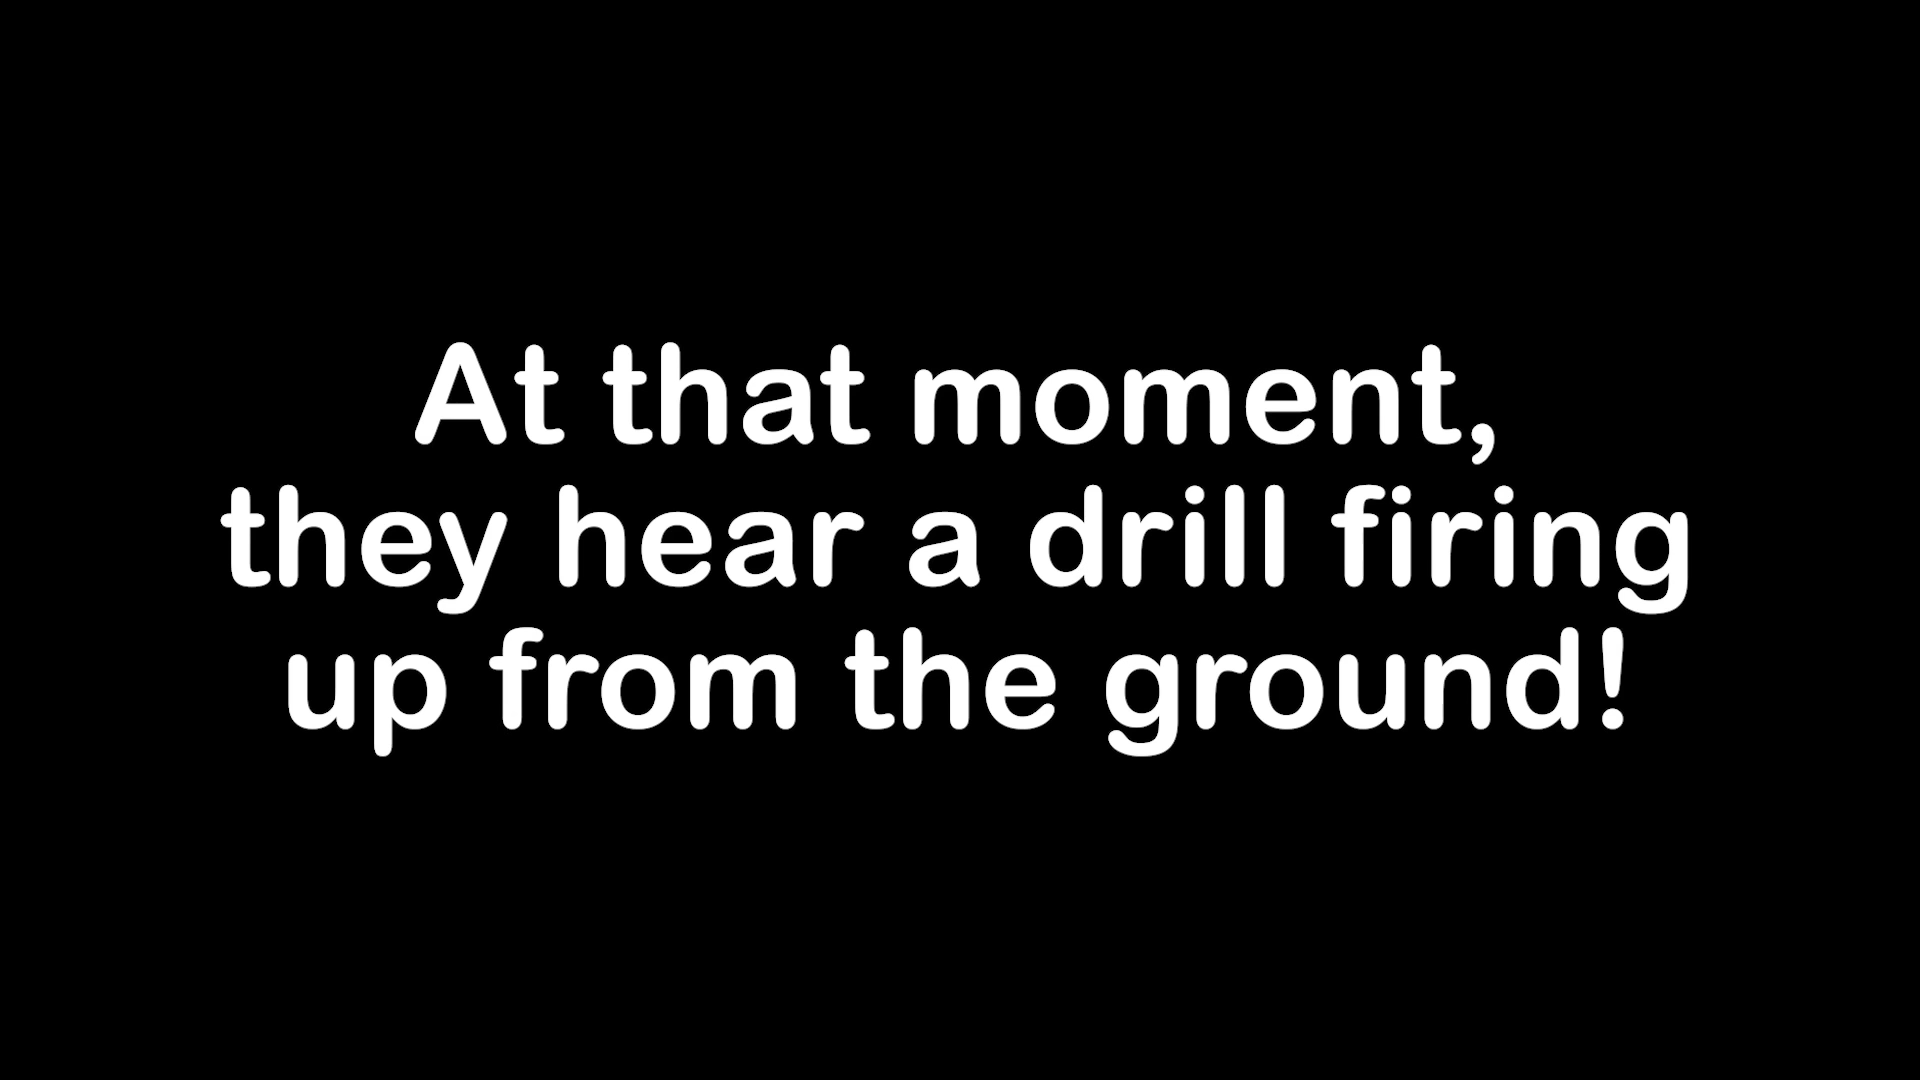 At that moment,
they hear a drill firing
up from the ground!